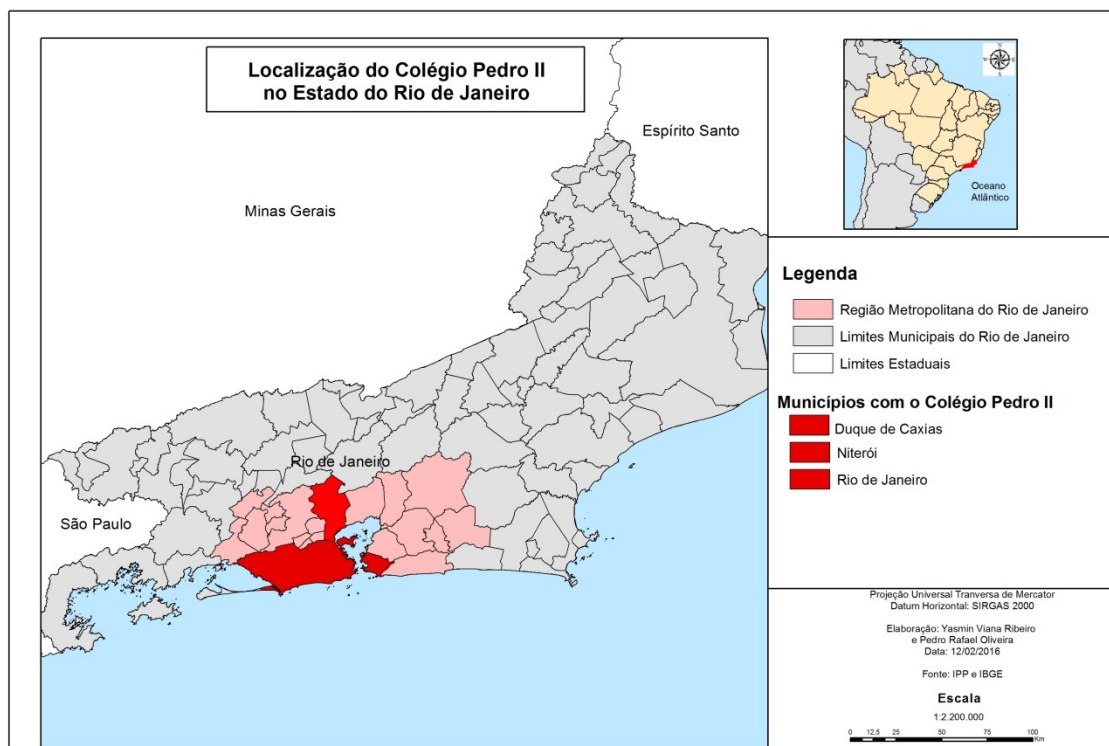 Localização do Colégio Pedro II
no Estado do Rio de Janeiro
Espírito Santo
Minas Gerais
Rio de Janeiro
São Paulo
N
W
E
S
Oceano
Atlântico
Legenda
Região Metropolitana do Rio de Janeiro
Limites Municipais do Rio de Janeiro
Limites Estaduais
Municípios com o Colégio Pedro II
Duque de Caxias
Niterói
Rio de Janeiro
Projeção Universal Tranversa de Mercator
Datum Horizontal: SIRGAS 2000
Elaboração: Yasmin Viana Ribeiro
e Pedro Rafael Oliveira
Data: 12/02/2016
Fonte: IPP e IBGE
Escala
1:2.200.000
0 12,5 25 50 75 100
Km